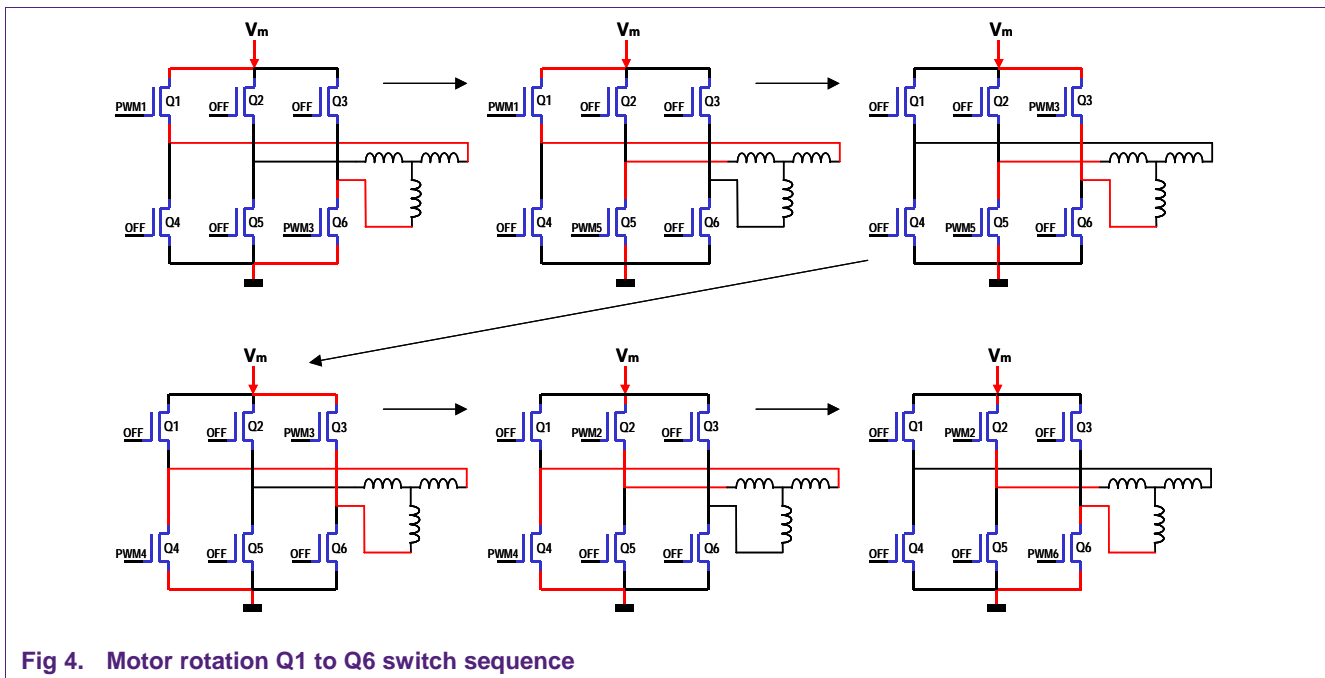 Vm Vm Vm
PWM1 Q1 OFF Q2 OFF Q3 PWM1 Q1 OFF Q2 OFF Q3 OFF Q1 OFF Q2 PWM3 Q3
OFF Q4 OFF Q5 PWM3 Q6 OFF Q4 PWM5 Q5 OFF Q6 OFF Q4 PWM5 Q5 OFF Q6
Vm Vm Vm
OFF Q1 OFF Q2 PWM3 Q3 OFF Q1 PWM2 Q2 OFF Q3 OFF Q1 PWM2 Q2 OFF Q3
PWM4 Q4 OFF Q5 OFF Q6 PWM4 Q4 OFF Q5 OFF Q6 OFF Q4 OFF Q5 PWM6 Q6
Fig 4. Motor rotation Q1 to Q6 switch sequence